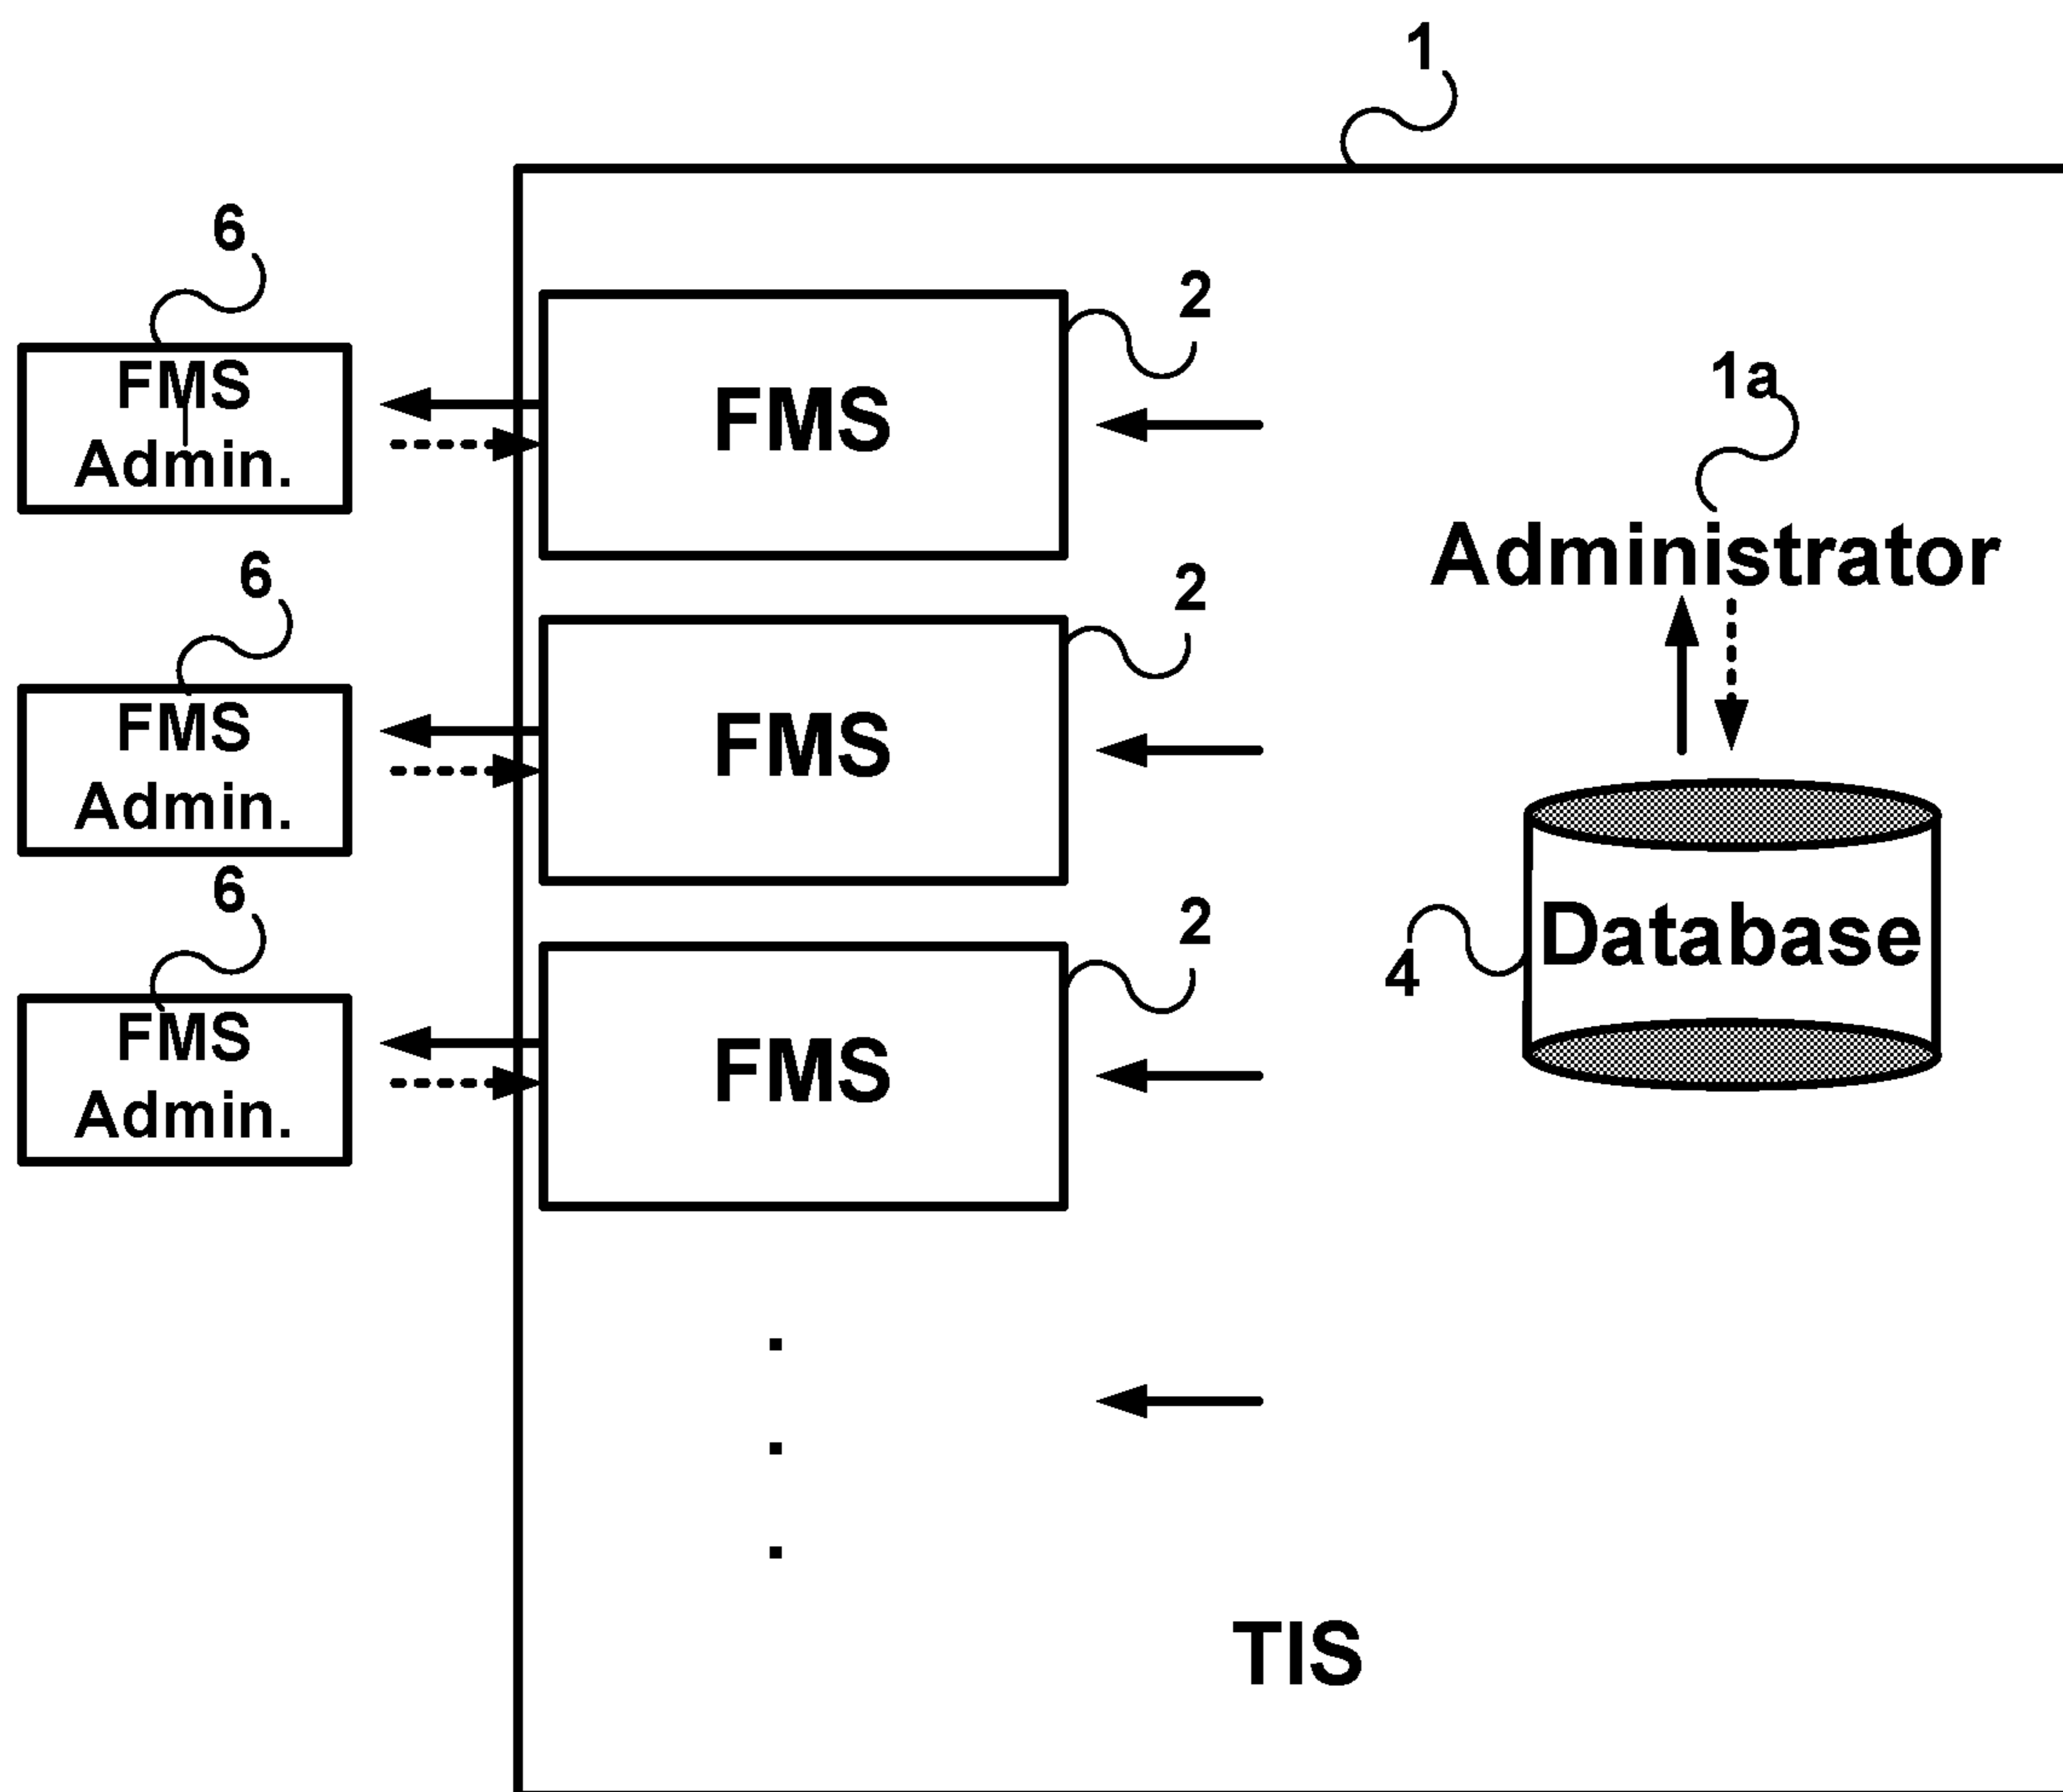 1
6
2
FMS
Admin.
FMS
1a
Administrator
6
2
FMS
Admin.
FMS
6
2
4
Database
FMS
Admin.
FMS
.
.
.
TIS